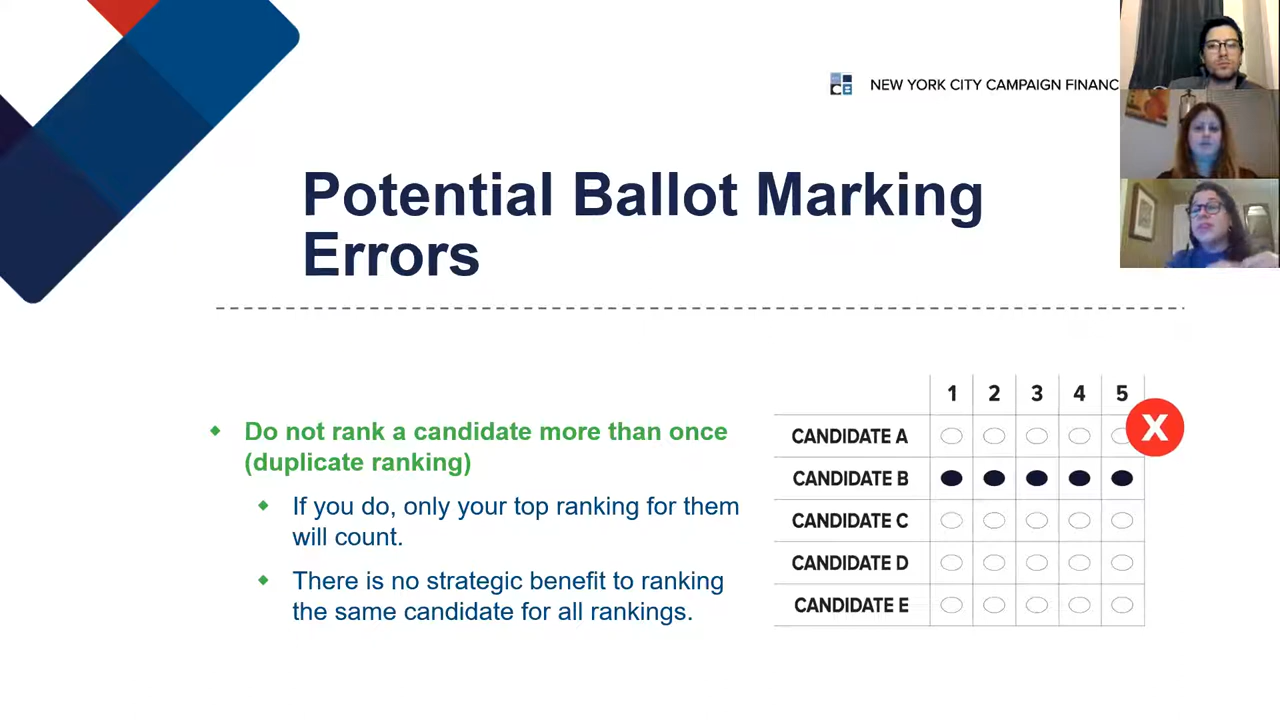 NEW YORK CITY CAMPAIGN FINANC
Potential Ballot Marking
Errors
Do not rank a candidate more than once
(duplicate ranking)
If you do, only your top ranking for them
will count.
There is no strategic benefit to ranking
the same candidate for all rankings.
1 2 3 4 5
X
CANDIDATE A
CANDIDATE B
CANDIDATE C
CANDIDATE D
CANDIDATE E